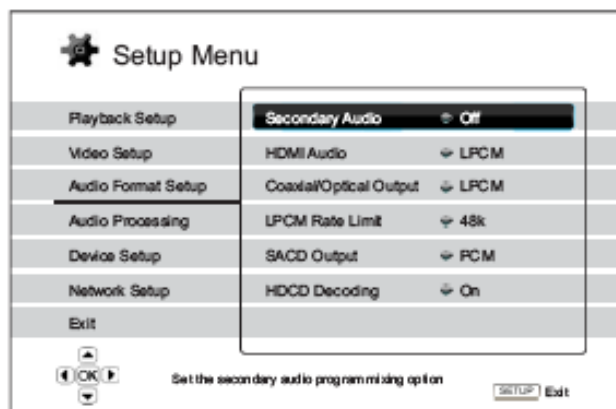 Setup Menu
Playback Setup
Secondary Audio Off
Video Setup
HDMI Audio LPCM
Audio Format Setup
Coaxial/Optical Output LPCM
Audio Processing
LPCM Rate Limit 48k
Device Setup
SACD Output PCM
Network Setup
HDCD Decoding On
Exit
OK
Set the secondary audio program mixing option
SETUP Exit